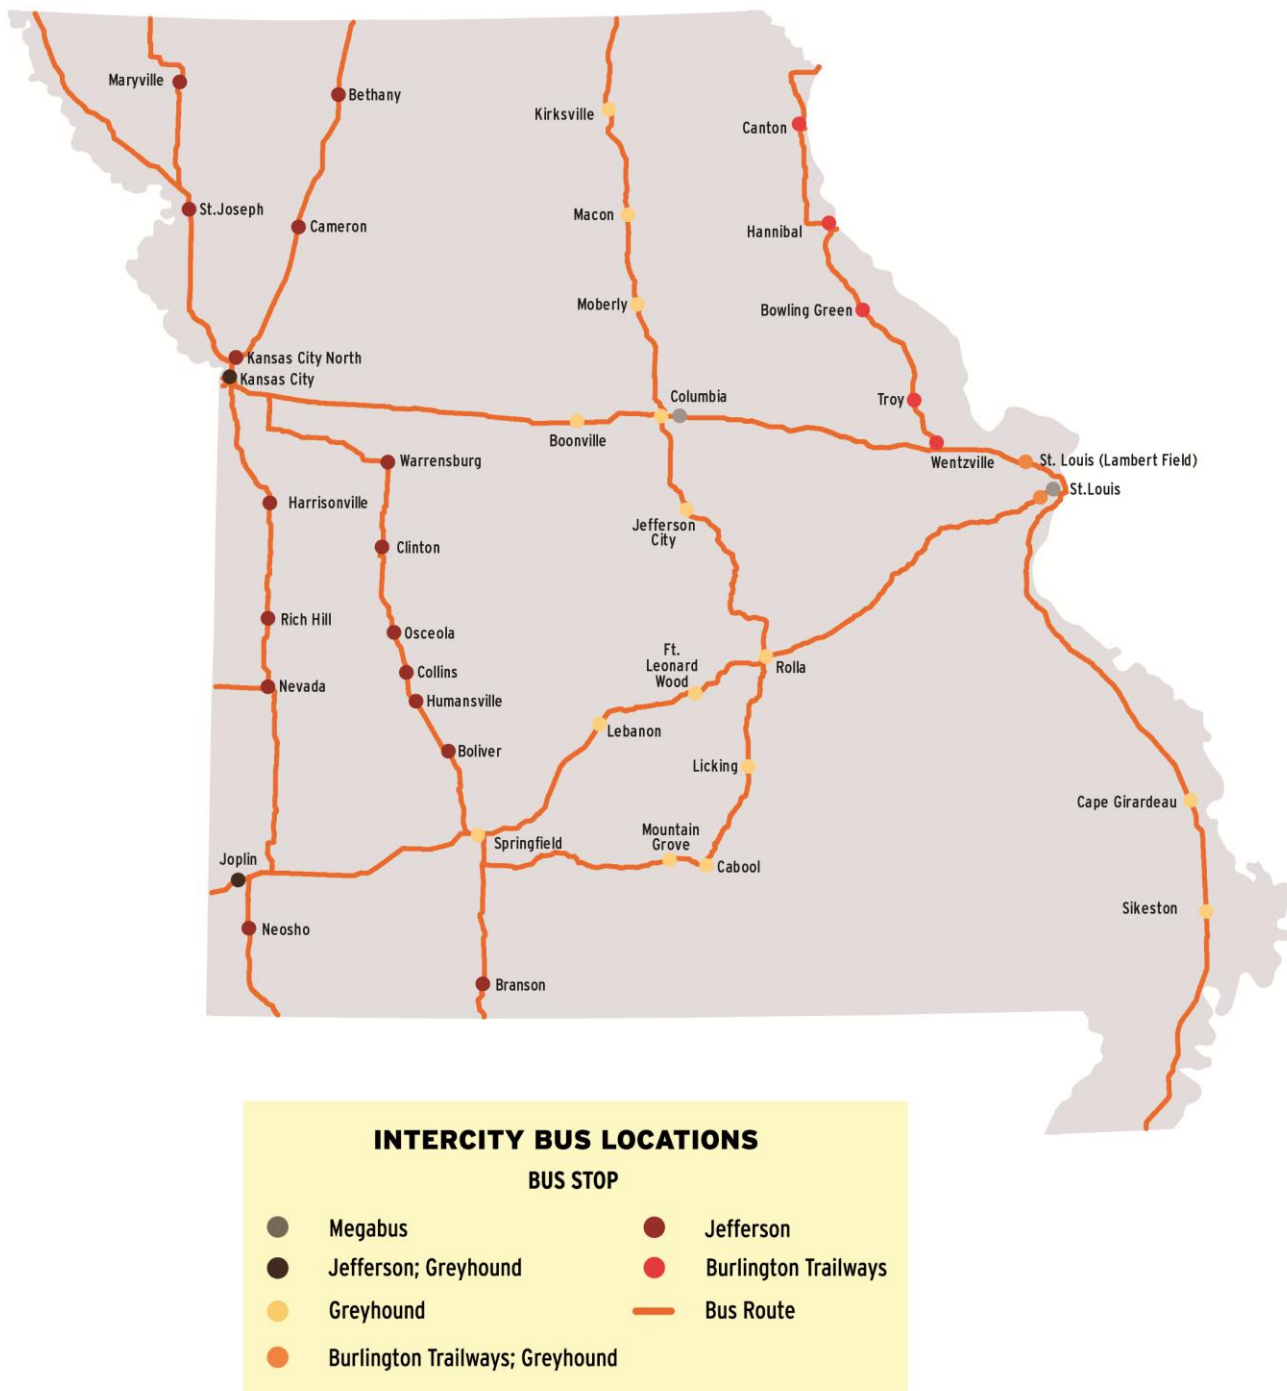 Maryville
Bethany
Kirksville
Canton
St.Joseph
Cameron
Macon
Hannibal
Moberly
Bowling Green
Kansas City North
Kansas City
Columbia
Troy
Boonville
Warrensburg
Wentzville
St. Louis (Lambert Field)
St.Louis
Harrisonville
Jefferson
City
Clinton
Rich Hill
Osceola
Ft.
Leonard
Wood
Rolla
Collins
Nevada
Humansville
Lebanon
Boliver
Licking
Cape Girardeau
Mountain
Grove
Springfield
Joplin
Cabool
Sikeston
Neosho
Branson
INTERCITY BUS LOCATIONS
BUS STOP
Megabus
Jefferson
Jefferson; Greyhound
Burlington Trailways
Greyhound
Bus Route
Burlington Trailways; Greyhound